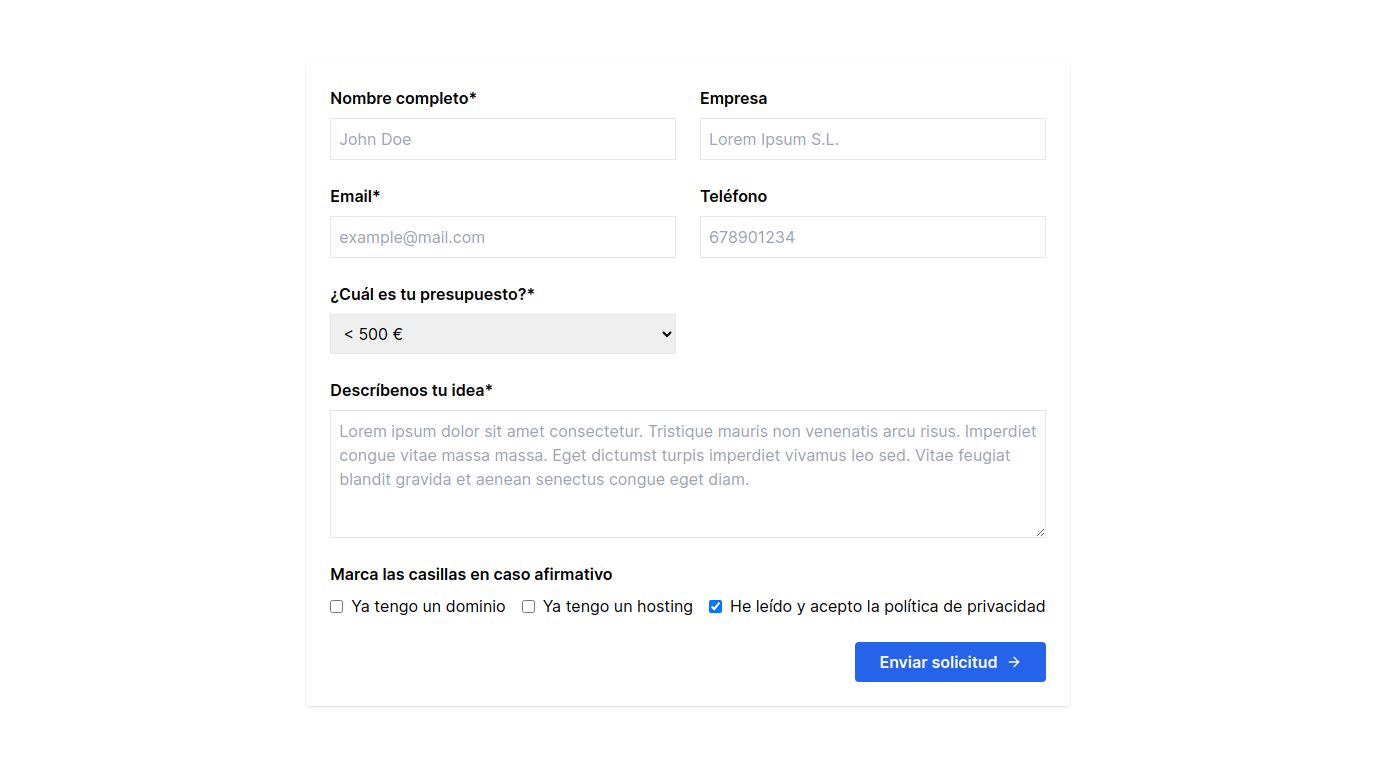 Nombre completo*
Empresa
John Doe
Lorem Ipsum S.L.
Email*
Teléfono
example@mail.com
678901234
¿Cuál es tu presupuesto?*
< 500 €
Descríbenos tu idea*
Lorem ipsum dolor sit amet consectetur. Tristique mauris non venenatis arcu risus. Imperdiet
congue vitae massa massa. Eget dictumst turpis imperdiet vivamus leo sed. Vitae feugiat
blandit gravida et aenean senectus congue eget diam.
Marca las casillas en caso afirmativo
Ya tengo un dominio
Ya tengo un hosting
He leído y acepto la política de privacidad
Enviar solicitud →